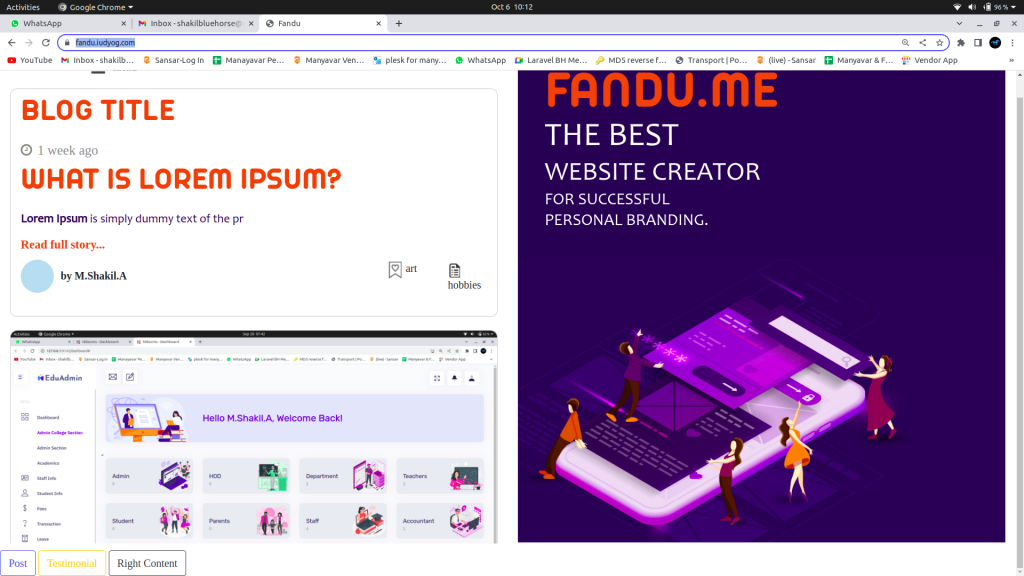 Activities
Google Chrome
Oct 6 10:12
96 %
WhatsApp
Inbox - shakilbluehorse@
Fandu
fandu.iudyog.com
YouTube
Inbox - shakilb...
Sansar-Log In
Manayavar Pe...
Manyavar Ven...
plesk for many...
WhatsApp
Laravel BH Me...
MDS reverse f...
Transport | Po...
(live) - Sansar
Manyavar & F...
Vendor App
BLOG TITLE
1 week ago
WHAT IS LOREM IPSUM?
Lorem Ipsum is simply dummy text of the pr
Read full story...
by M.Shakil.A
art
hobbies
FANDU.ME
THE BEST
WEBSITE CREATOR
FOR SUCCESSFUL
PERSONAL BRANDING.
EduAdmin
Hello M.Shakil.A, Welcome Back!
Dashboard
Admin College Section
Admin Section
Academics
Staff Info
Student Info
Fees
Transaction
Leave
Admin
HOD
Department
Teachers
Student
Parents
Staff
Accountant
Post
Testimonial
Right Content